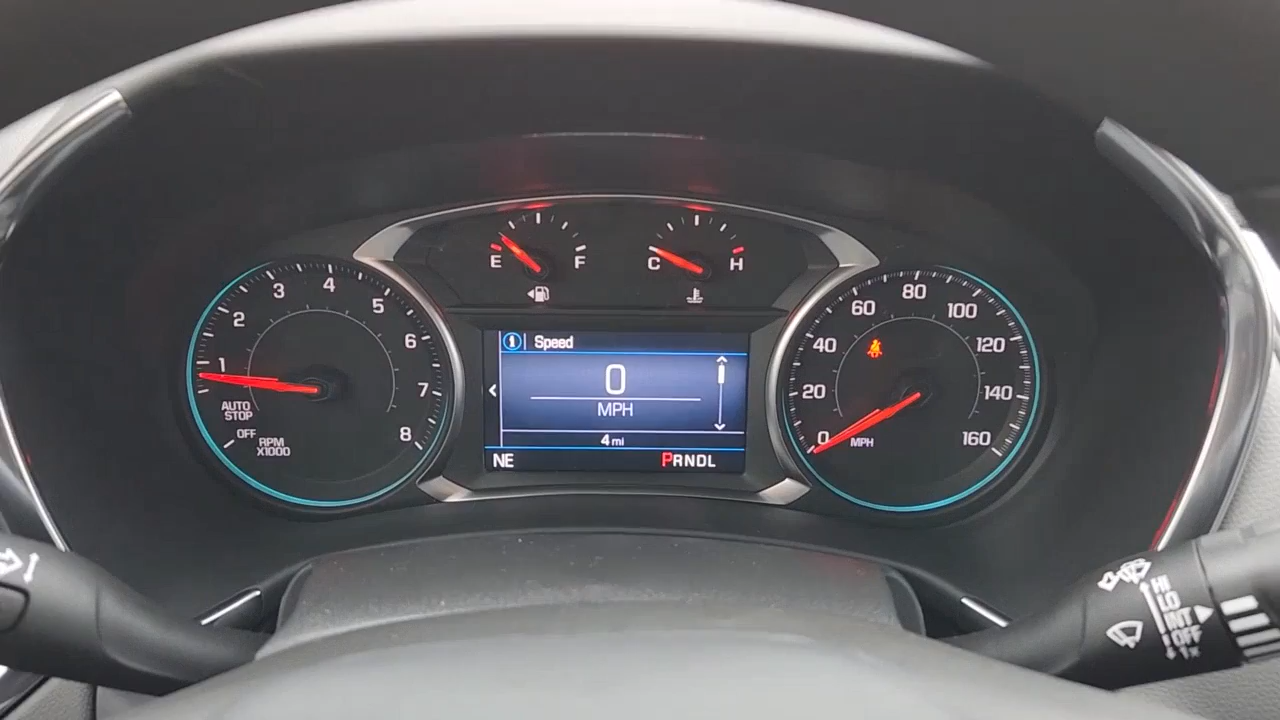 E F
C H
1 2 3 4 5 6 7 8
AUTO
STOP
OFF
RPM
X1000
Speed
0
MPH
4 mi
NE
PRNDL
0 20 40 60 80 100 120 140 160
MPH
HI
LO
INT
OFF
1x